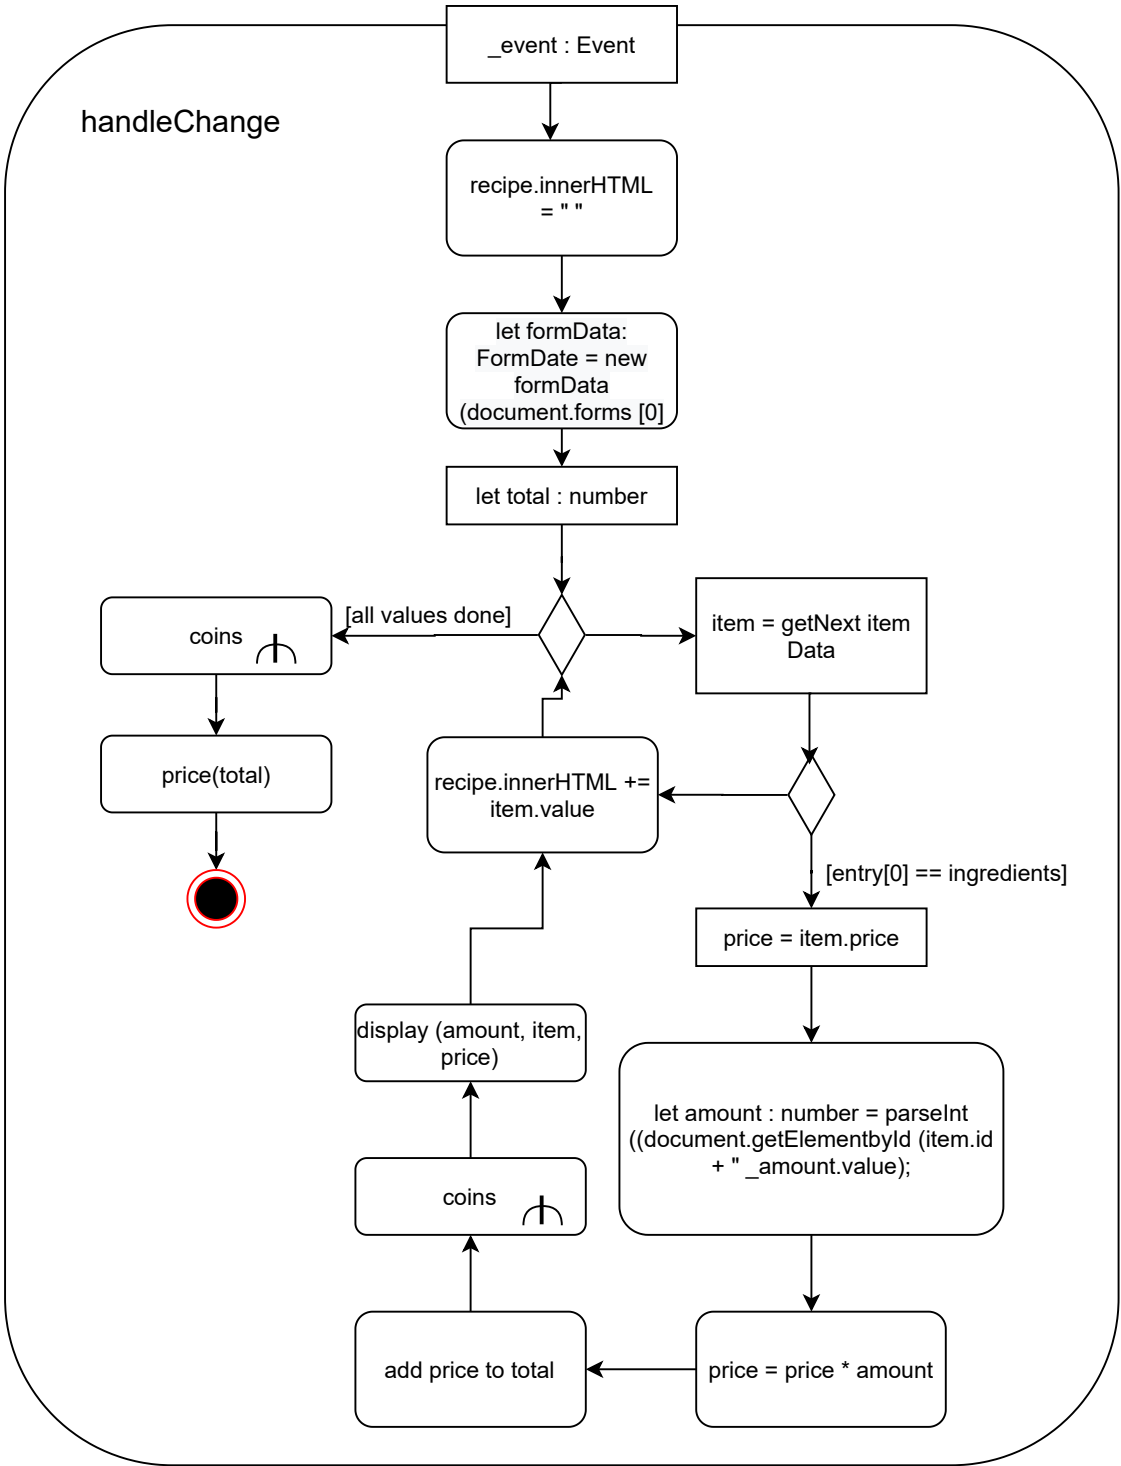 _event : Event
handleChange
recipe.innerHTML
= " "
let formData:
FormDate = new
formData
(document.forms [0]
let total : number
[all values done]
coins
item = getNext item
Data
price(total)
recipe.innerHTML +=
item.value
[entry[0] == ingredients]
price = item.price
display (amount, item,
price)
let amount : number = parseInt
((document.getElementbyId (item.id
+ " _amount.value);
coins
add price to total
price = price * amount